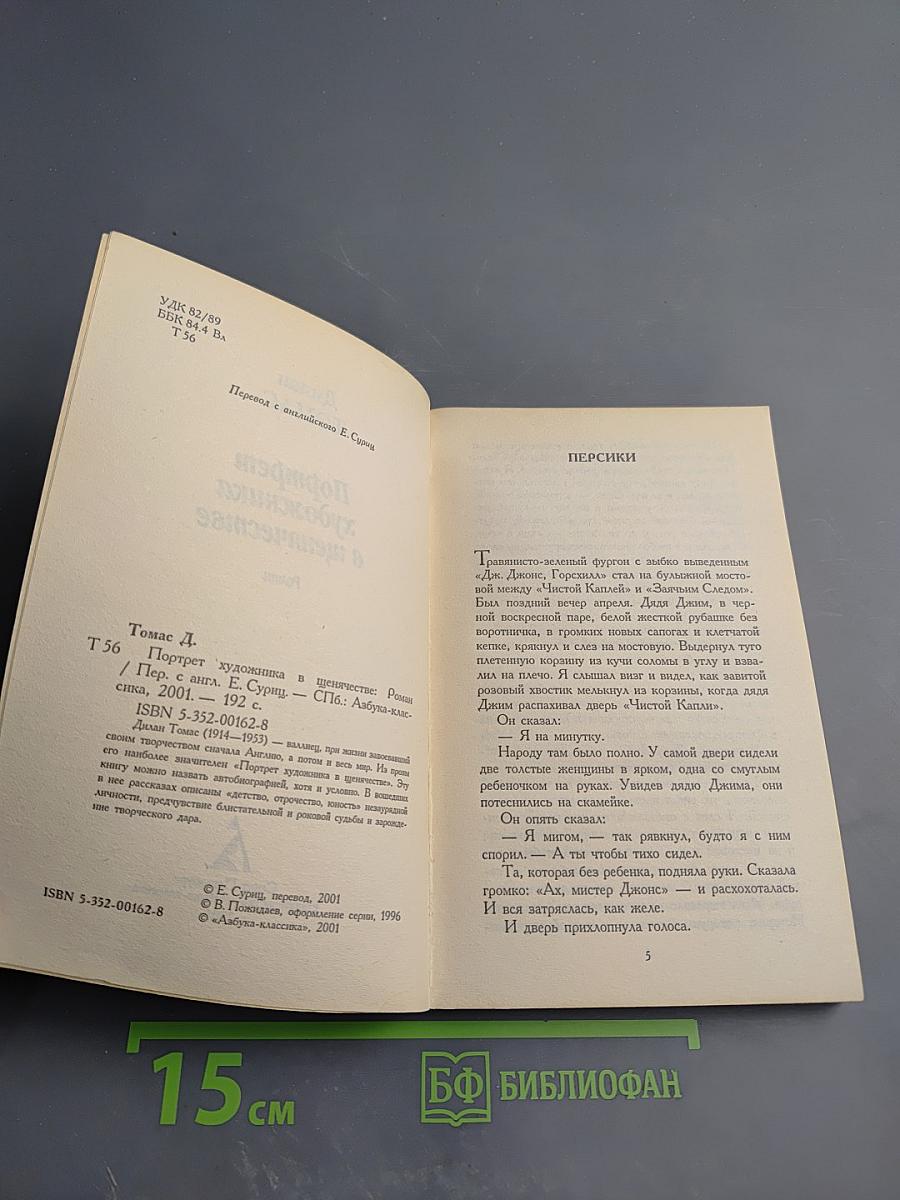 УДК 82/89
ББК 84.4 Вл
Т 56
Перевод с английского Е. Суриц
Томас Д.
Т 56 Портрет художника в щенячестве: Роман
/ Пер. с англ. Е. Суриц. — СПб.: Азбука-клас-
сика, 2001. — 192 с.
ISBN 5-352-00162-8
Дилан Томас (1914—1953) — валлиец, при жизни завоевавший
своим творчеством сначала Англию, а потом и весь мир. Из прозы
его наиболее значителен «Портрет художника в щенячестве». Эту
книгу можно назвать автобиографией, хотя и условно. В вошедших
в нее рассказах описаны «детство, отрочество, юность» незаурядной
личности, предчувствие блистательной и роковой судьбы и зарожде-
ние творческого дара.
© Е. Суриц, перевод, 2001
© В. Пожидаев, оформление серии, 1996
ISBN 5-352-00162-8 © «Азбука-классика», 2001
ПЕРСИКИ
Травянисто-зеленый фургон с зыбко выведенным
«Дж. Джонс, Горсхилл» стал на булыжной мосто-
вой между «Чистой Каплей» и «Заячьим Следом».
Был поздний вечер апреля. Дядя Джим, в чер-
ной воскресной паре, белой жесткой рубашке без
воротничка, в громких новых сапогах и клетчатой
кепке, крякнул и слез на мостовую. Выдернул туго
плетенную корзину из кучи соломы в углу и взва-
лил на плечо. Я слышал визг и видел, как завитой
розовый хвостик мелькнул из корзины, когда дядя
Джим распахивал дверь «Чистой Капли».
Он сказал:
— Я на минутку.
Народу там было полно. У самой двери сидели
две толстые женщины в ярком, одна со смуглым
ребеночком на руках. Увидев дядю Джима, они
потеснились на скамейке.
Он опять сказал:
— Я мигом, — так рявкнул, будто я с ним
спорил. — А ты чтобы тихо сидел.
Та, которая без ребенка, подняла руки. Сказала
громко: «Ах, мистер Джонс» — и расхохоталась.
И вся затряслась, как желе.
И дверь прихлопнула голоса.
5
15 см
БФ БИБЛИОФАН